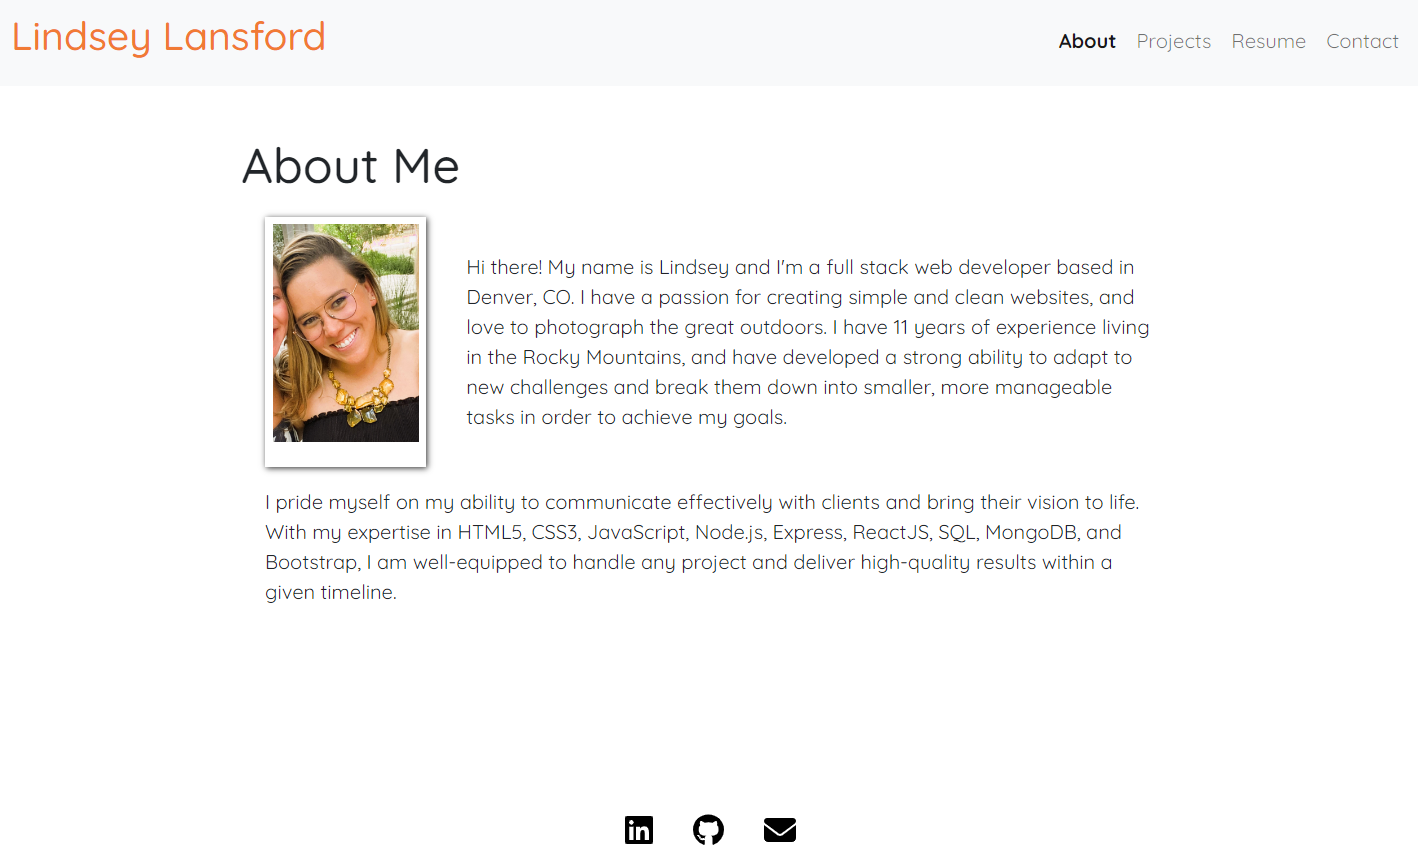 Lindsey Lansford
About Projects Resume Contact
About Me
Hi there! My name is Lindsey and I'm a full stack web developer based in
Denver, CO. I have a passion for creating simple and clean websites, and
love to photograph the great outdoors. I have 11 years of experience living
in the Rocky Mountains, and have developed a strong ability to adapt to
new challenges and break them down into smaller, more manageable
tasks in order to achieve my goals.
I pride myself on my ability to communicate effectively with clients and bring their vision to life.
With my expertise in HTML5, CSS3, JavaScript, Node.js, Express, ReactJS, SQL, MongoDB, and
Bootstrap, I am well-equipped to handle any project and deliver high-quality results within a
given timeline.
in